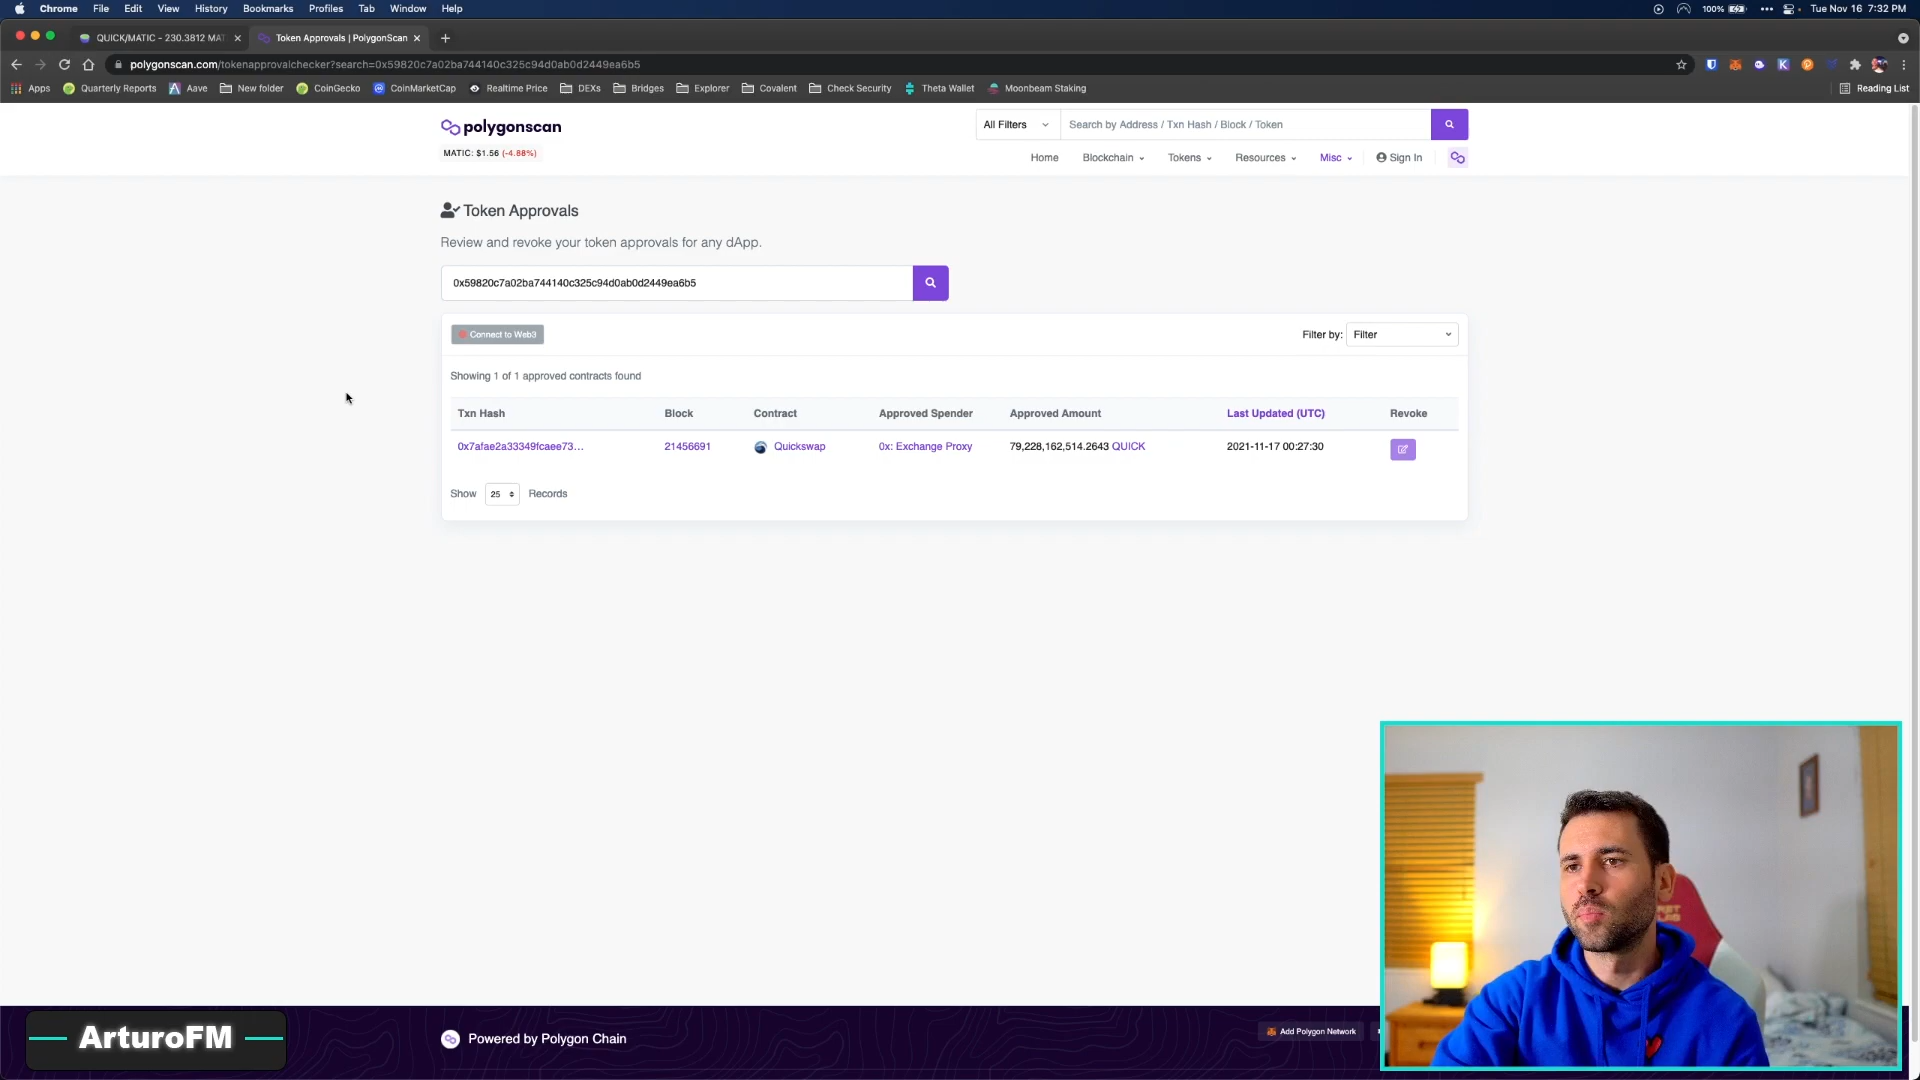 Chrome File Edit View History Bookmarks Profiles Tab Window Help 100% Tue Nov 16 7:32 PM
QUICK/MATIC - 230.3812 MAT Token Approvals | PolygonScan
polygonscan.com/tokenapprovalchecker?search=0x59820c7a02ba744140c325c94d0ab0d2449ea6b5
Apps Quarterly Reports Aave New folder CoinGecko CoinMarketCap Realtime Price DEXs Bridges Explorer Covalent Check Security Theta Wallet Moonbeam Staking Reading List
polygonscan
All Filters Search by Address / Txn Hash / Block / Token
MATIC: $1.56 (-4.88%)
Home Blockchain Tokens Resources Misc Sign In
Token Approvals
Review and revoke your token approvals for any dApp.
0x59820c7a02ba744140c325c94d0ab0d2449ea6b5
Connect to Web3 Filter by: Filter
Showing 1 of 1 approved contracts found
Txn Hash Block Contract Approved Spender Approved Amount Last Updated (UTC) Revoke
0x7afae2a33349fcaee73... 21456691 Quickswap 0x: Exchange Proxy 79,228,162,514.2643 QUICK 2021-11-17 00:27:30
Show 25 Records
ArturoFM
Powered by Polygon Chain
Add Polygon Network